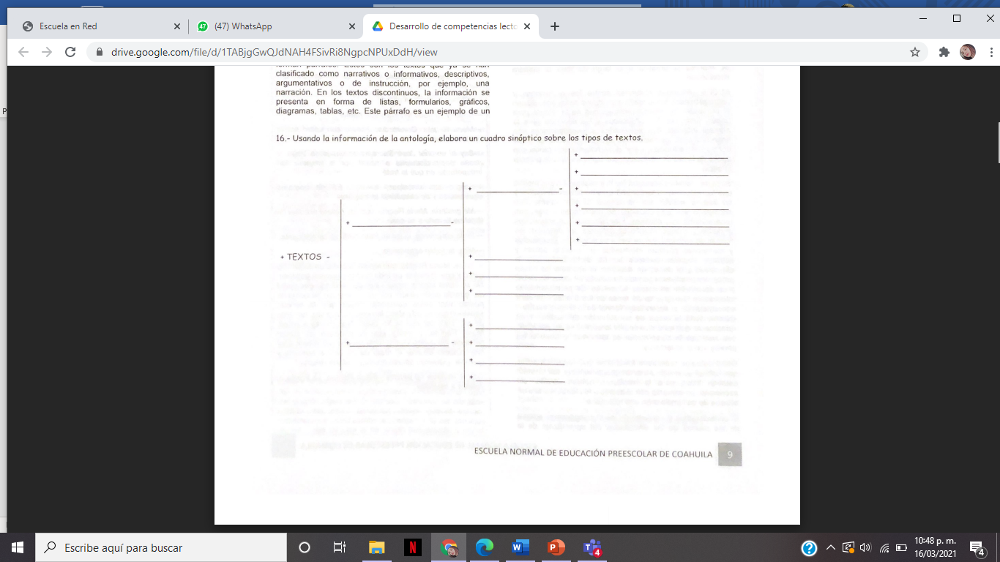 Escuela en Red
(47) WhatsApp
Desarrollo de competencias lecto
drive.google.com/file/d/1TABjgGwQJdNAH4FSivRi8NgpcNPUxDdH/view
clasificado como narrativos o informativos, descriptivos,
argumentativos o de instrucción, por ejemplo, una
narración. En los textos discontinuos, la información se
presenta en forma de listas, formularios, gráficos,
diagramas, tablas, etc. Este párrafo es un ejemplo de un
16.- Usando la información de la antología, elabora un cuadro sinóptico sobre los tipos de textos.
+ TEXTOS -
ESCUELA NORMAL DE EDUCACIÓN PREESCOLAR DE COAHUILA 9
Escribe aquí para buscar
10:48 p. m.
16/03/2021